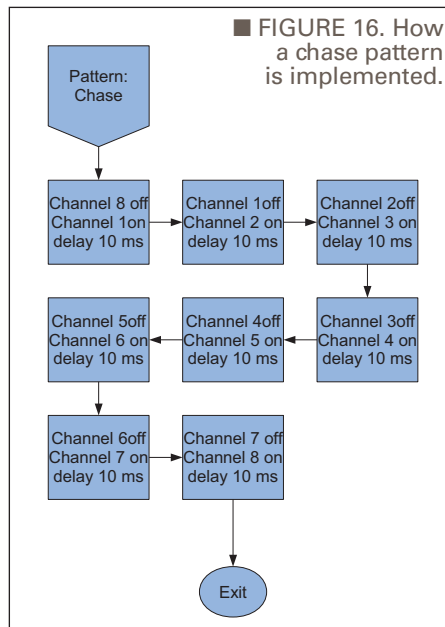 ■ FIGURE 16. How
a chase pattern
is implemented.
Pattern:
Chase
Channel 8 off
Channel 1on
delay 10 ms
Channel 1off
Channel 2 on
delay 10 ms
Channel 2off
Channel 3 on
delay 10 ms
Channel 3off
Channel 4 on
delay 10 ms
Channel 4off
Channel 5 on
delay 10 ms
Channel 5off
Channel 6 on
delay 10 ms
Channel 6off
Channel 7 on
delay 10 ms
Channel 7 off
Channel 8 on
delay 10 ms
Exit